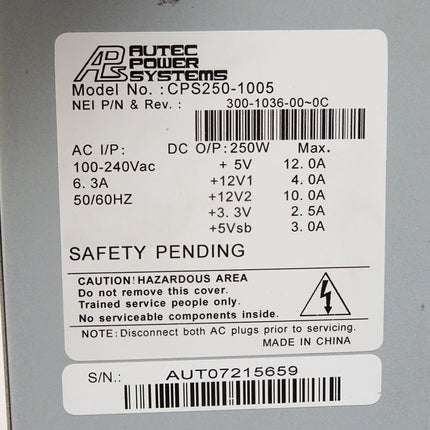 APS AUTEC
POWER
SYSTEMS
Model No. : CPS250-1005
NEI P/N & Rev. : 300-1036-00~0C
AC I/P: DC O/P: 250W Max.
100-240Vac + 5V 12.0A
6.3A +12V1 4.0A
50/60HZ +12V2 10.0A
+3.3V 2.5A
+5Vsb 3.0A
SAFETY PENDING
CAUTION! HAZARDOUS AREA
Do not remove this cover.
Trained service people only.
No serviceable components inside.
NOTE: Disconnect both AC plugs prior to servicing.
MADE IN CHINA
S/N.: AUT07215659